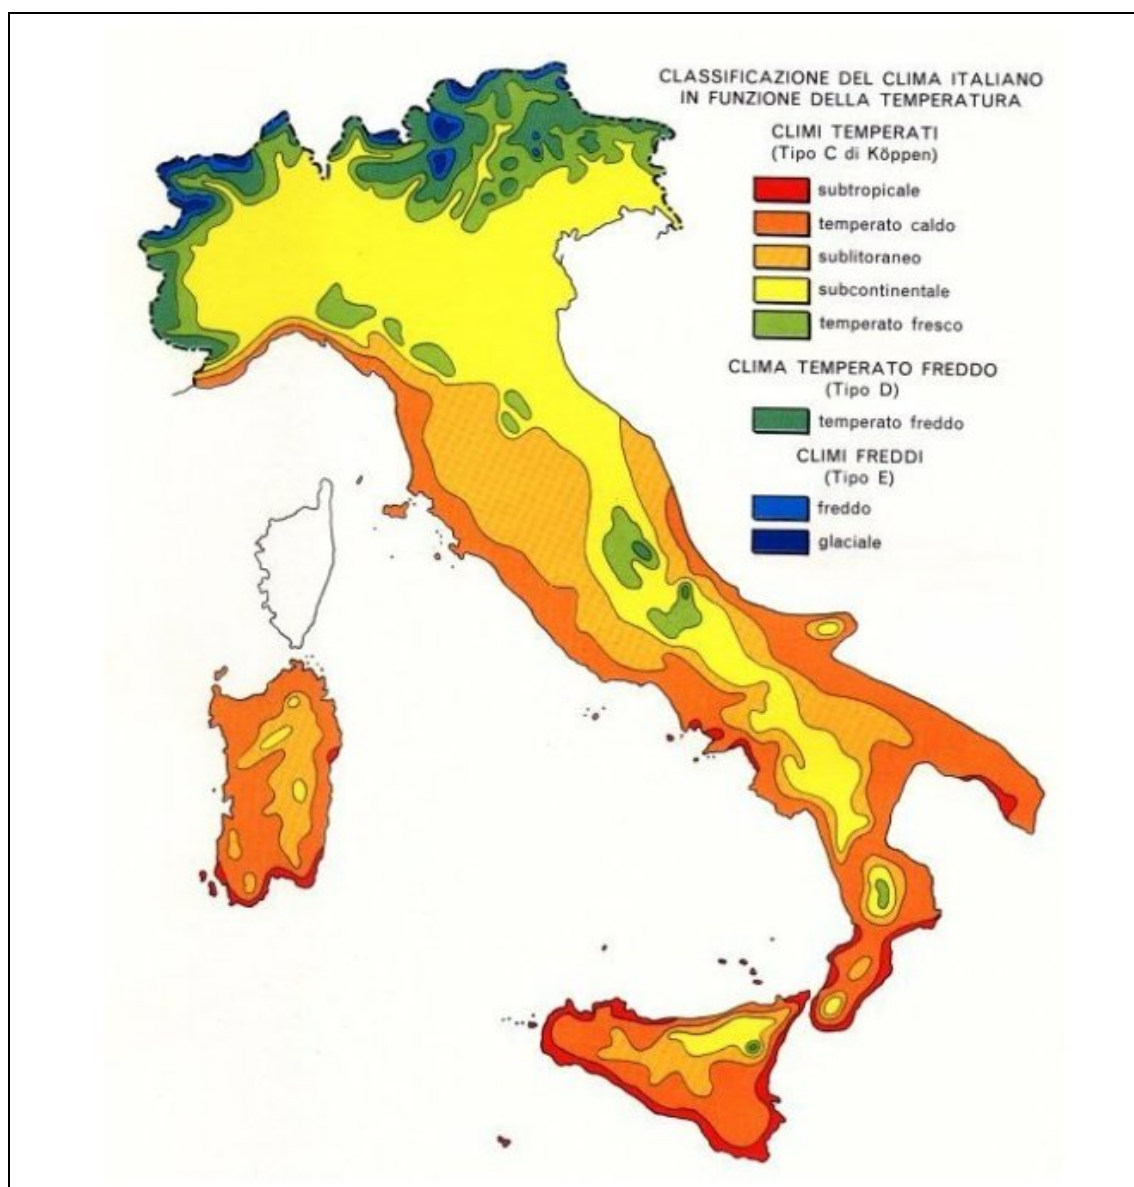 CLASSIFICAZIONE DEL CLIMA ITALIANO
IN FUNZIONE DELLA TEMPERATURA
CLIMI TEMPERATI
(Tipo C di Köppen)
subtropicale
temperato caldo
sublitoraneo
subcontinentale
temperato fresco
CLIMA TEMPERATO FREDDO
(Tipo D)
temperato freddo
CLIMI FREDDI
(Tipo E)
freddo
glaciale